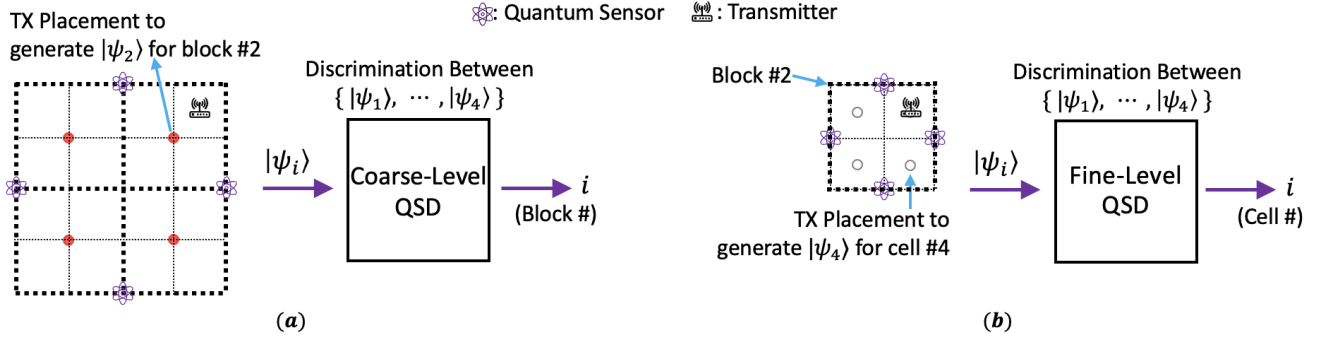 : Quantum Sensor
: Transmitter
TX Placement to
generate |ψ₂⟩ for block #2
Discrimination Between
{ |ψ₁⟩, ⋯ , |ψ₄⟩ }
|ψᵢ⟩
Coarse-Level
QSD
i
(Block #)
(a)
Block #2
Discrimination Between
{ |ψ₁⟩, ⋯ , |ψ₄⟩ }
|ψᵢ⟩
Fine-Level
QSD
i
(Cell #)
TX Placement to
generate |ψ₄⟩ for cell #4
(b)